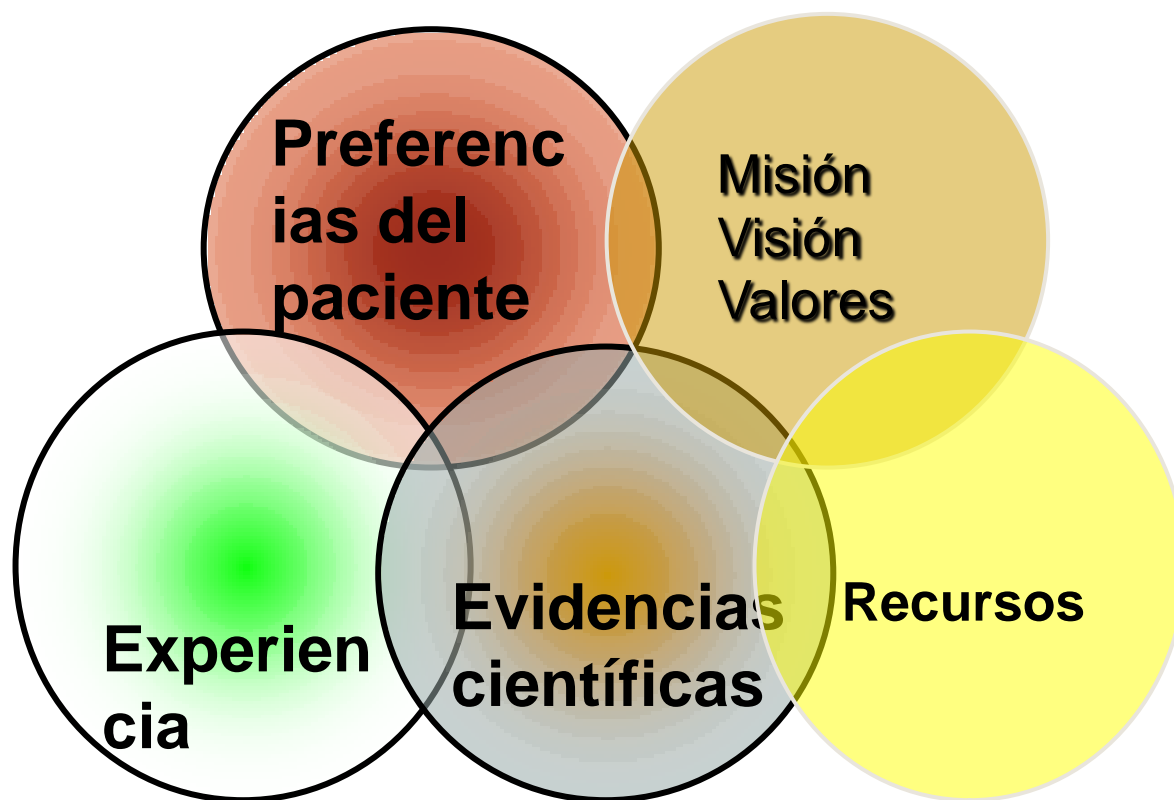 Preferenc
ias del
paciente
Misión
Visión
Valores
Experien
cia
Evidencias
científicas
Recursos